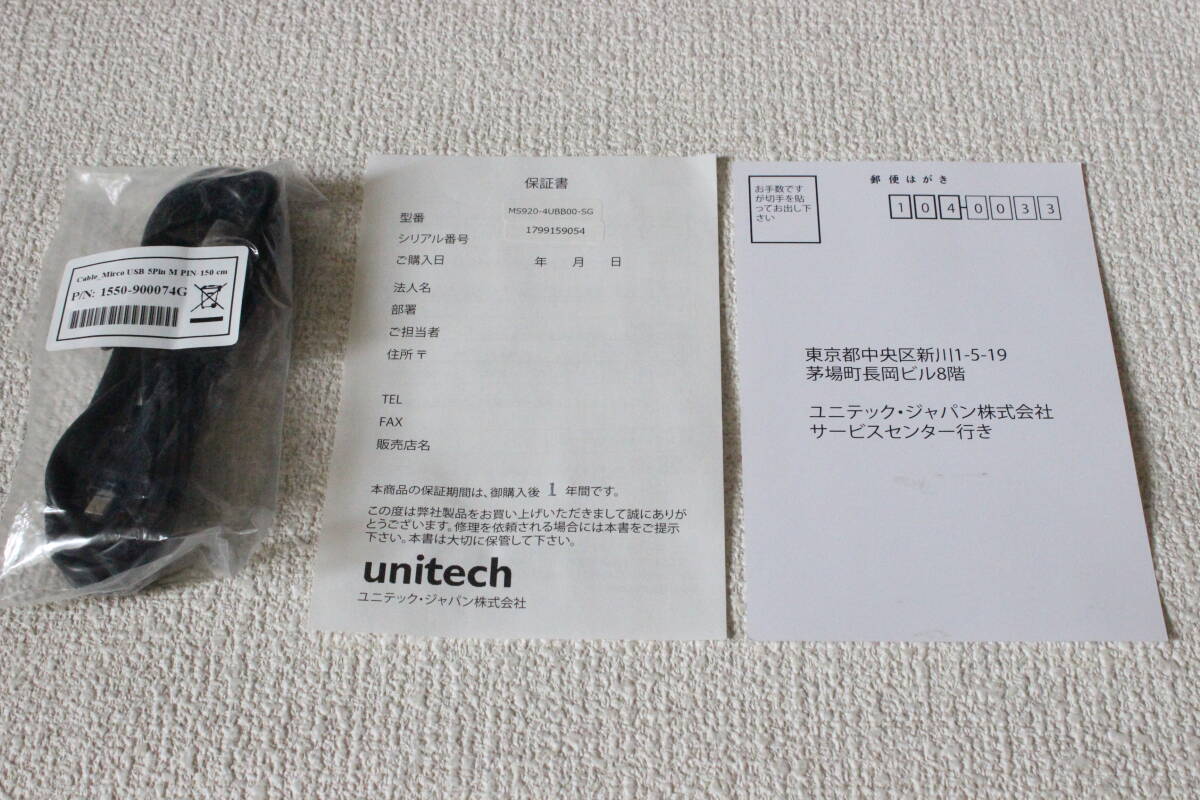 Cable_Mirco USB 5Pin M PIN 150 cm
P/N: 1550-900074G
保証書
型番 MS920-4UBB00-SG
シリアル番号 1799159054
ご購入日 年 月 日
法人名
部署
ご担当者
住所 〒
TEL
FAX
販売店名
本商品の保証期間は、御購入後 1 年間です。
この度は弊社製品をお買い上げいただきまして誠にありが
とうございます。修理を依頼される場合には本書をご提示
下さい。本書は大切に保管して下さい。
unitech
ユニテック・ジャパン株式会社
お手数です
が切手を貼
ってお出し下
さい
郵便はがき
104-0033
東京都中央区新川1-5-19
茅場町長岡ビル8階
ユニテック・ジャパン株式会社
サービスセンター行き